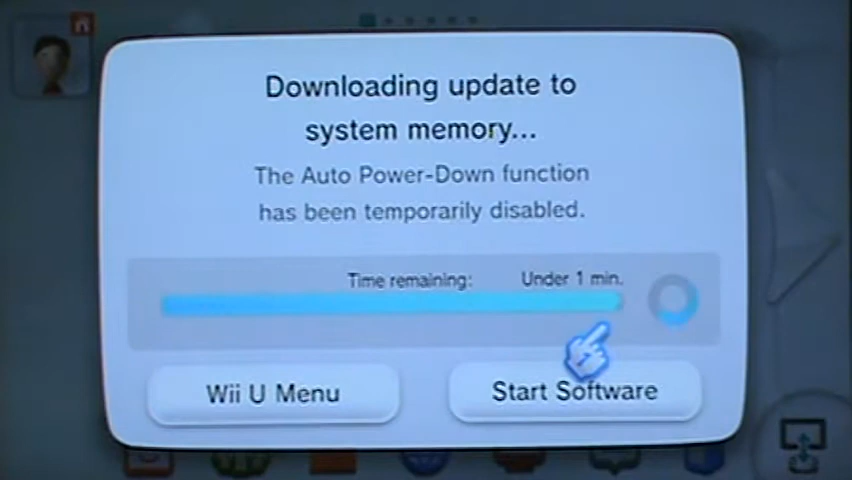 Downloading update to
system memory...
The Auto Power-Down function
has been temporarily disabled.
Time remaining: Under 1 min.
Wii U Menu
Start Software